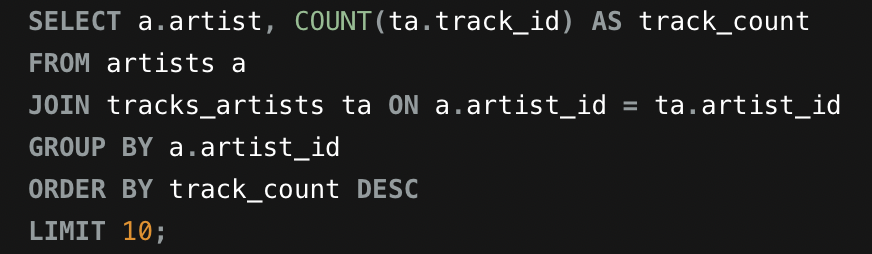 SELECT a.artist, COUNT(ta.track_id) AS track_count
FROM artists a
JOIN tracks_artists ta ON a.artist_id = ta.artist_id
GROUP BY a.artist_id
ORDER BY track_count DESC
LIMIT 10;